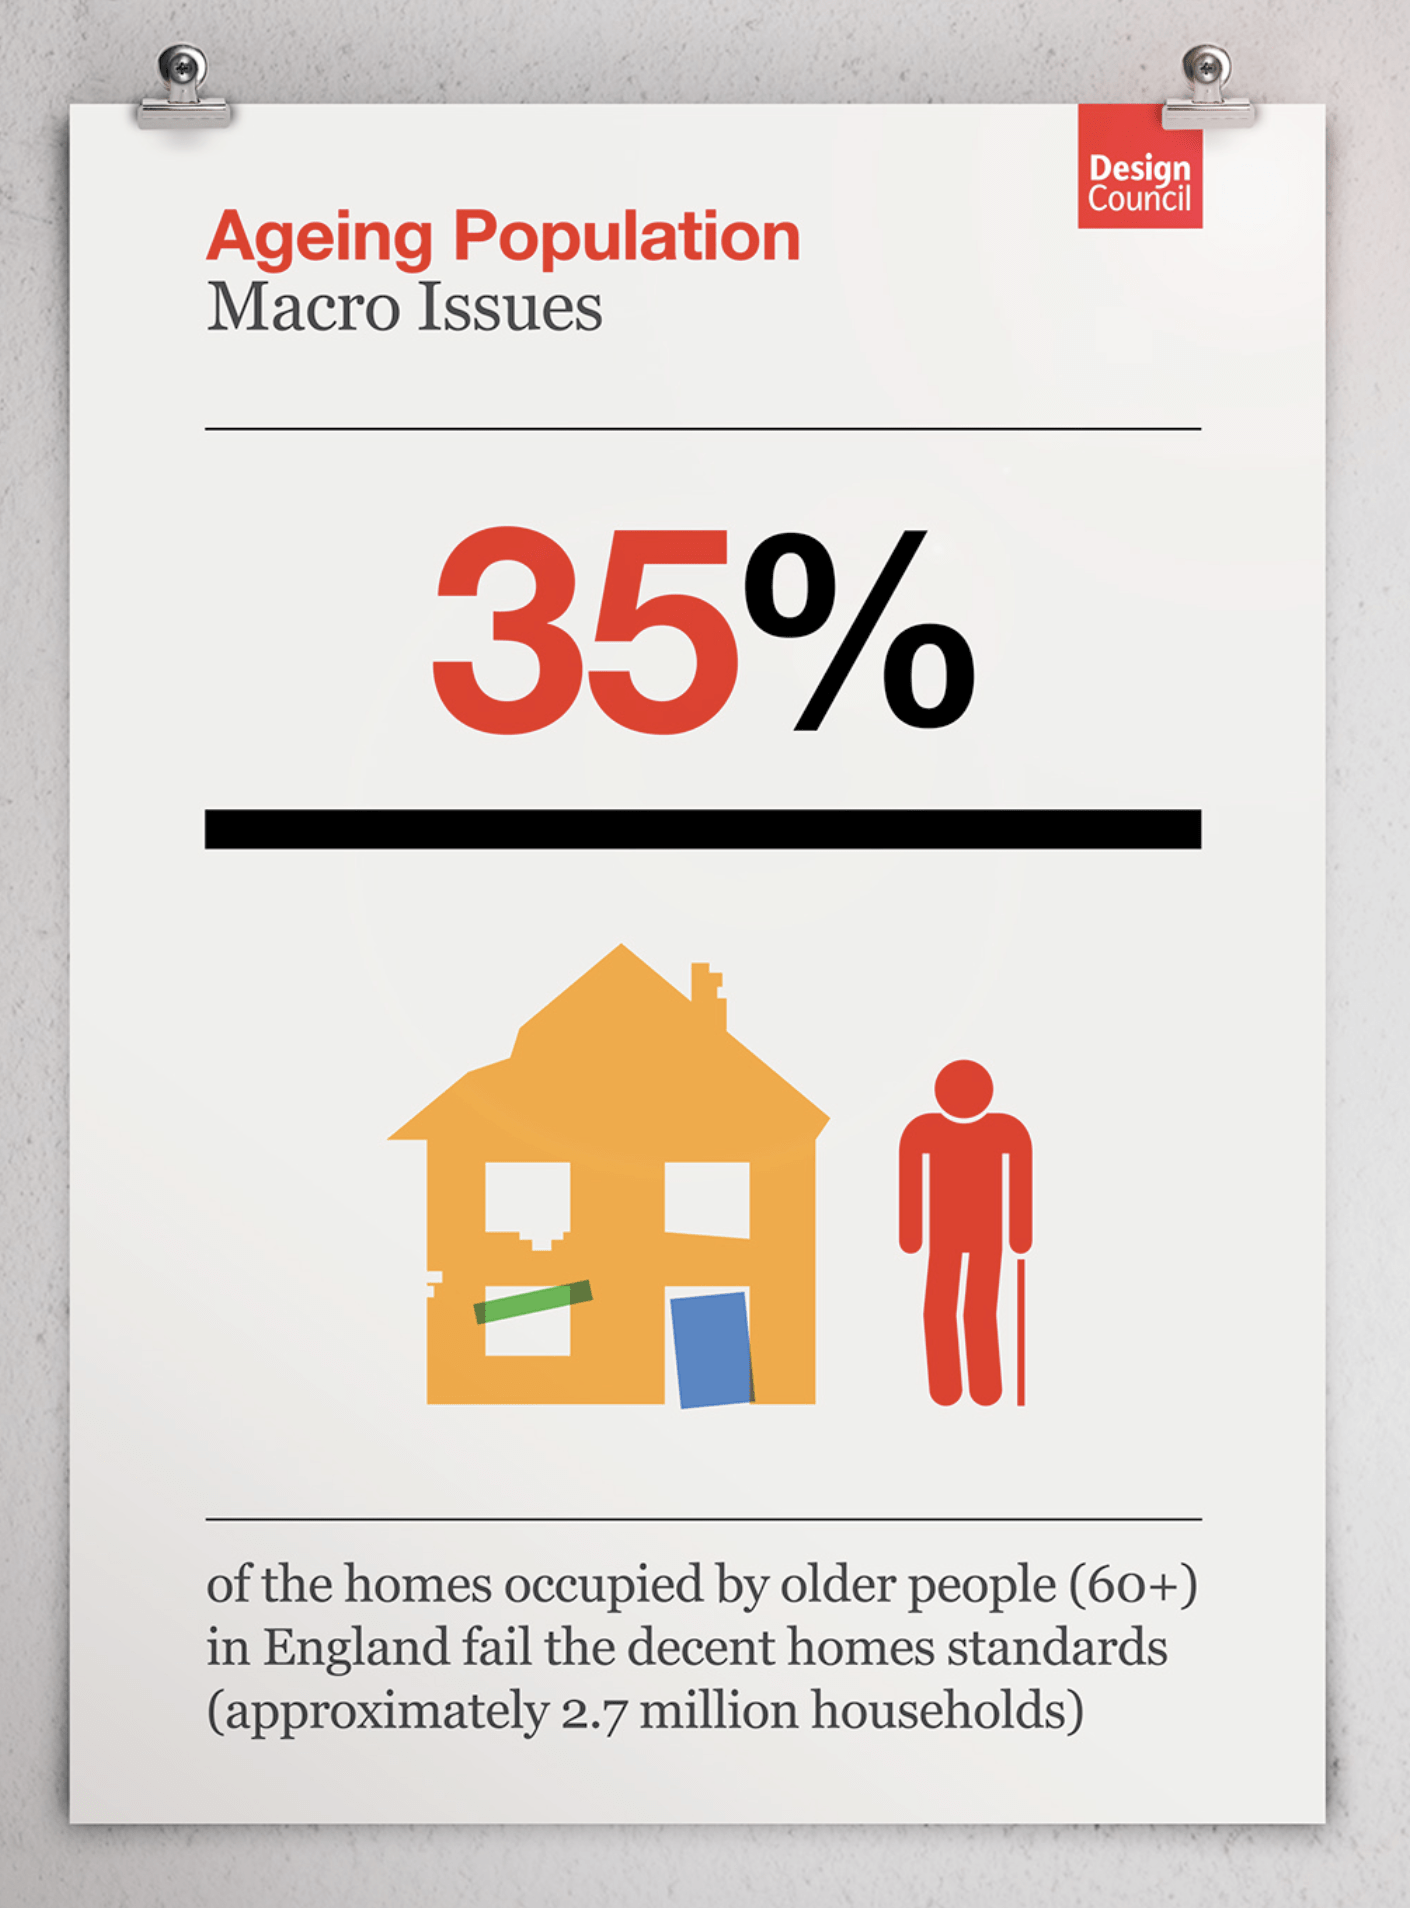 Design
Council
Ageing Population
Macro Issues
35%
of the homes occupied by older people (60+)
in England fail the decent homes standards
(approximately 2.7 million households)